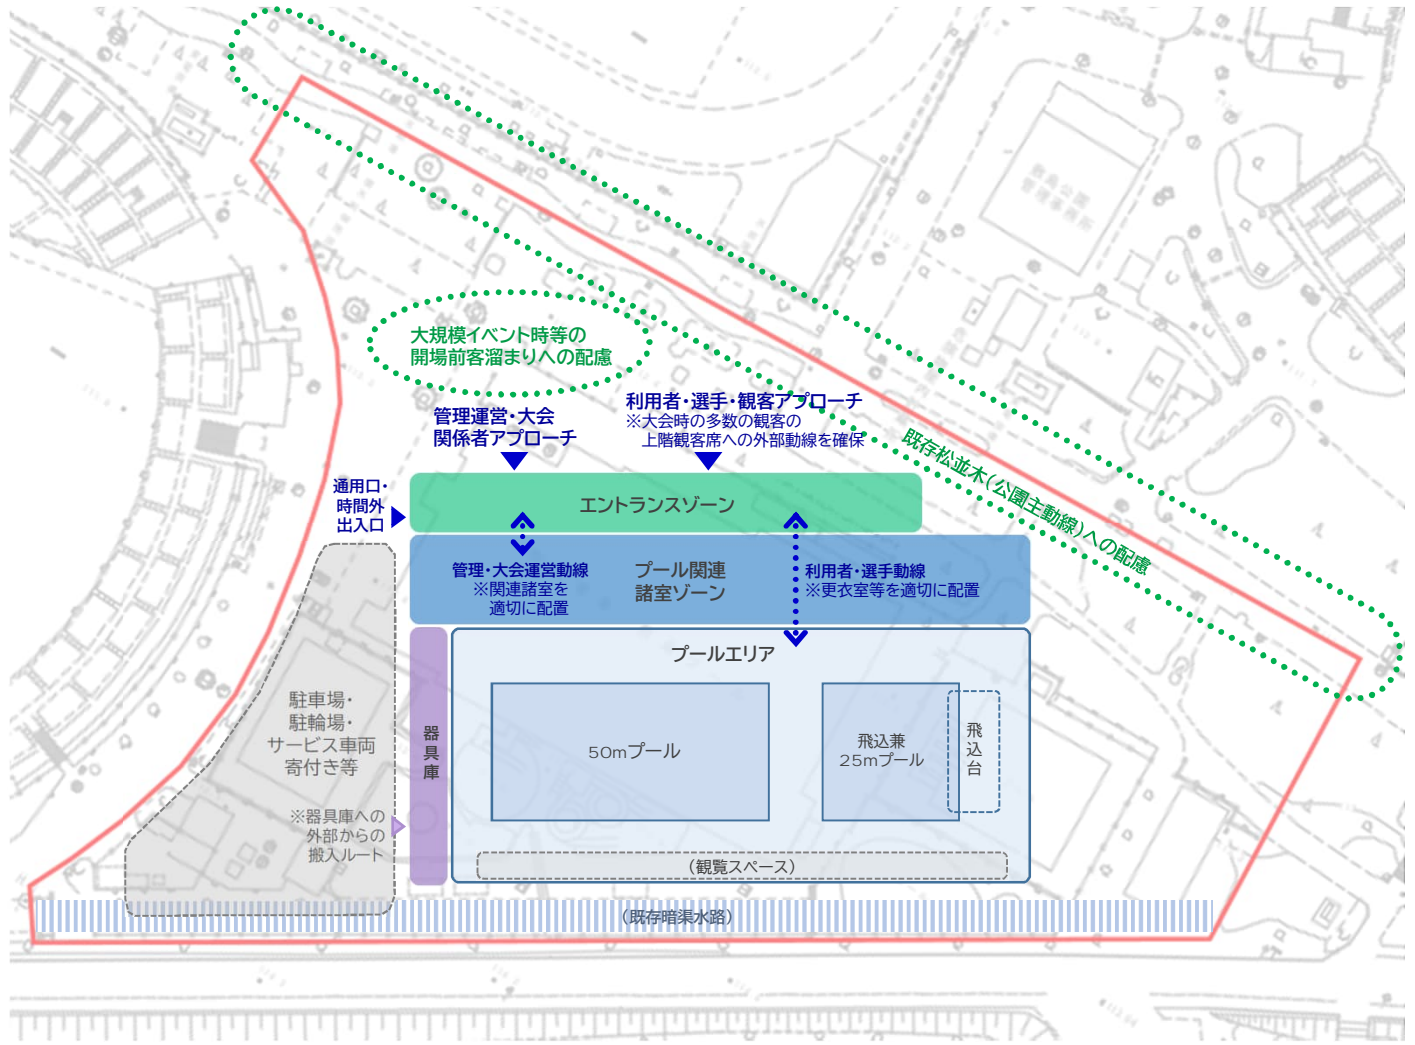 大規模イベント時等の
開場前客溜まりへの配慮
管理運営・大会
関係者アプローチ
利用者・選手・観客アプローチ
※大会時の多数の観客の
上階観客席への外部動線を確保
既存松並木(公園主動線)への配慮
通用口・
時間外
出入口
エントランスゾーン
管理・大会運営動線
※関連諸室を
適切に配置
プール関連
諸室ゾーン
利用者・選手動線
※更衣室等を適切に配置
プールエリア
駐車場・
駐輪場・
サービス車両
寄付き等
※器具庫への
外部からの
搬入ルート
器具庫
50mプール
飛込兼
25mプール
飛込台
(観覧スペース)
(既存暗渠水路)